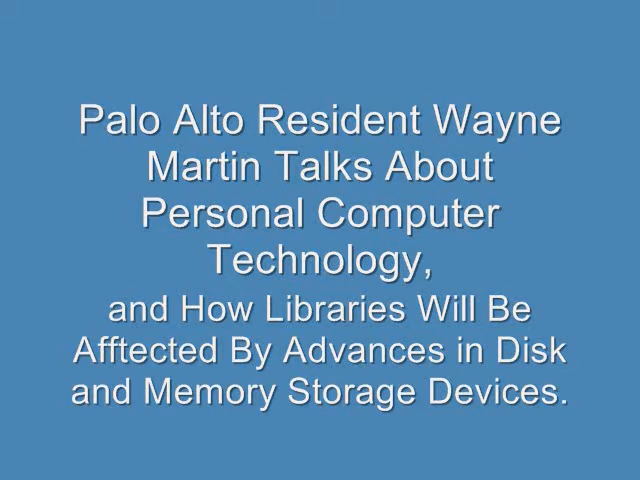 Palo Alto Resident Wayne
Martin Talks About
Personal Computer
Technology,
and How Libraries Will Be
Afftected By Advances in Disk
and Memory Storage Devices.